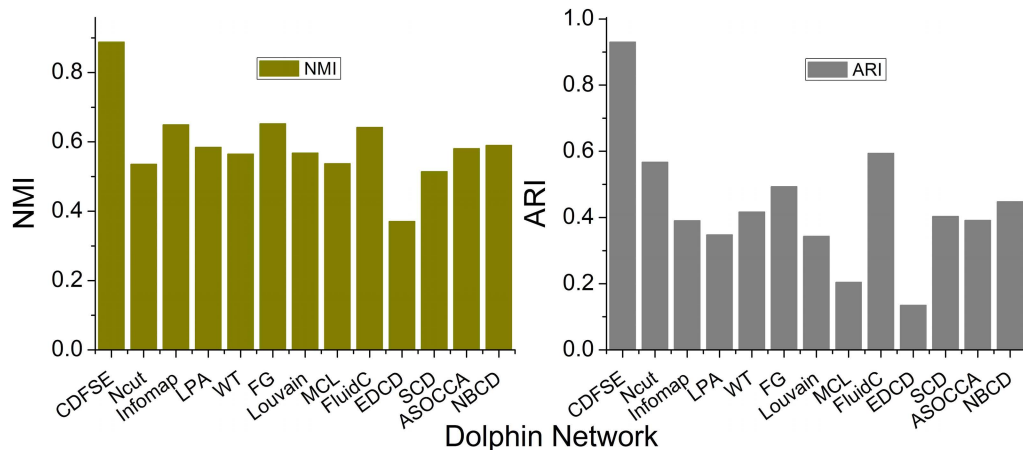 NMI
0.8
0.6
0.4
0.2
0.0
NMI
CDFSE
Ncut
Infomap
LPA
WT
FG
Louvain
MCL
FluidC
EDCD
SCD
ASOCCA
NBCD
ARI
1.0
0.8
0.6
0.4
0.2
0.0
ARI
CDFSE
Ncut
Infomap
LPA
WT
FG
Louvain
MCL
FluidC
EDCD
SCD
ASOCCA
NBCD
Dolphin Network